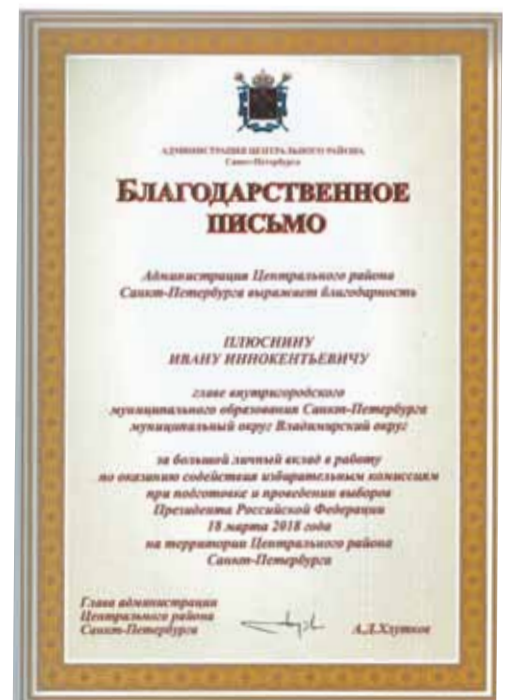 АДМИНИСТРАЦИЯ ЦЕНТРАЛЬНОГО РАЙОНА
Санкт-Петербурга
БЛАГОДАРСТВЕННОЕ
ПИСЬМО
Администрация Центрального района
Санкт-Петербурга выражает благодарность
ПЛЮСНИНУ
ИВАНУ ИННОКЕНТЬЕВИЧУ
главе внутригородского
муниципального образования Санкт-Петербурга
муниципальный округ Владимирский округ
за большой личный вклад в работу
по оказанию содействия избирательным комиссиям
при подготовке и проведении выборов
Президента Российской Федерации
18 марта 2018 года
на территории Центрального района
Санкт-Петербурга
Глава администрации
Центрального района
Санкт-Петербурга
А.Д.Хлутков